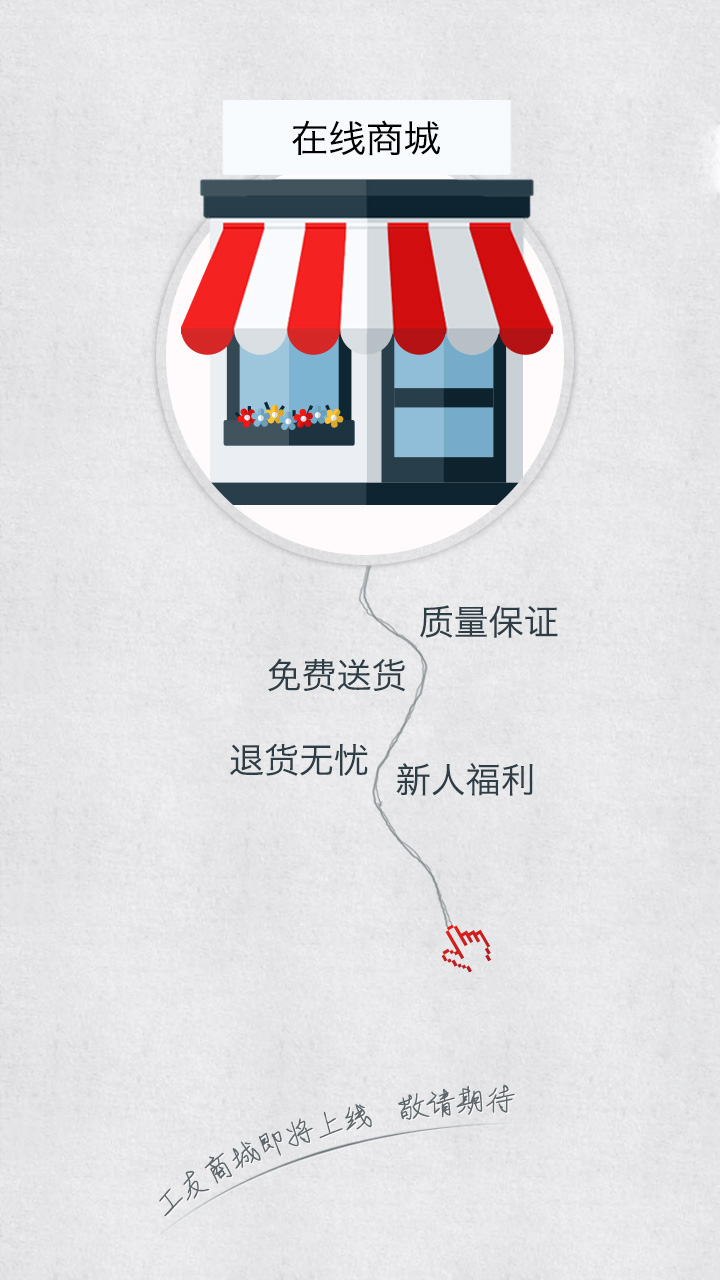 在线商城
质量保证
免费送货
退货无忧
新人福利
工友商城即将上线 敬请期待